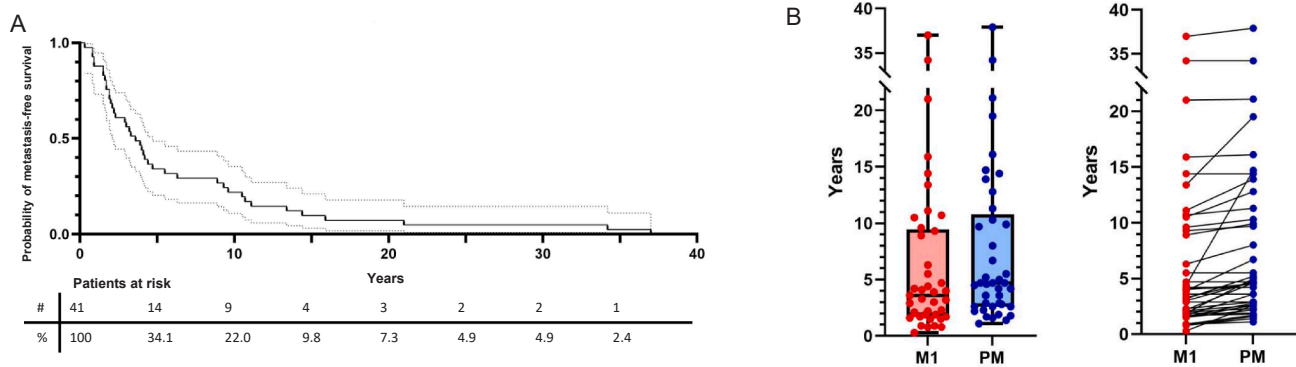 A
Probability of metastasis-free survival
1.0
0.5
0.0
0 10 20 30 40
Years
Patients at risk
# 41 14 9 4 3 2 2 1
% 100 34.1 22.0 9.8 7.3 4.9 4.9 2.4
B
Years
40
35
20
15
10
5
0
M1 PM
Years
40
35
20
15
10
5
0
M1 PM